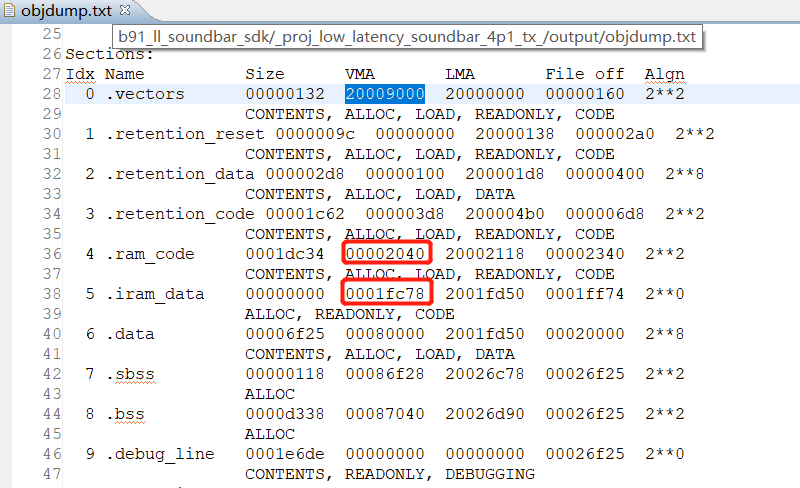 objdump.txt
b91_ll_soundbar_sdk/_proj_low_latency_soundbar_4p1_tx_/output/objdump.txt
25
26 Sections:
27 Idx Name Size VMA LMA File off Algn
28 0 .vectors 00000132 20009000 20000000 00000160 2**2
29 CONTENTS, ALLOC, LOAD, READONLY, CODE
30 1 .retention_reset 0000009c 00000000 20000138 000002a0 2**2
31 CONTENTS, ALLOC, LOAD, READONLY, CODE
32 2 .retention_data 000002d8 00000100 200001d8 00000400 2**8
33 CONTENTS, ALLOC, LOAD, DATA
34 3 .retention_code 00001c62 000003d8 200004b0 000006d8 2**2
35 CONTENTS, ALLOC, LOAD, READONLY, CODE
36 4 .ram_code 0001dc34 00002040 20002118 00002340 2**2
37 CONTENTS, ALLOC, LOAD, READONLY, CODE
38 5 .iram_data 00000000 0001fc78 2001fd50 0001ff74 2**0
39 ALLOC, READONLY, CODE
40 6 .data 00006f25 00080000 2001fd50 00020000 2**8
41 CONTENTS, ALLOC, LOAD, DATA
42 7 .sbss 00000118 00086f28 20026c78 00026f25 2**2
43 ALLOC
44 8 .bss 0000d338 00087040 20026d90 00026f25 2**2
45 ALLOC
46 9 .debug_line 0001e6de 00000000 00000000 00026f25 2**0
47 CONTENTS, READONLY, DEBUGGING